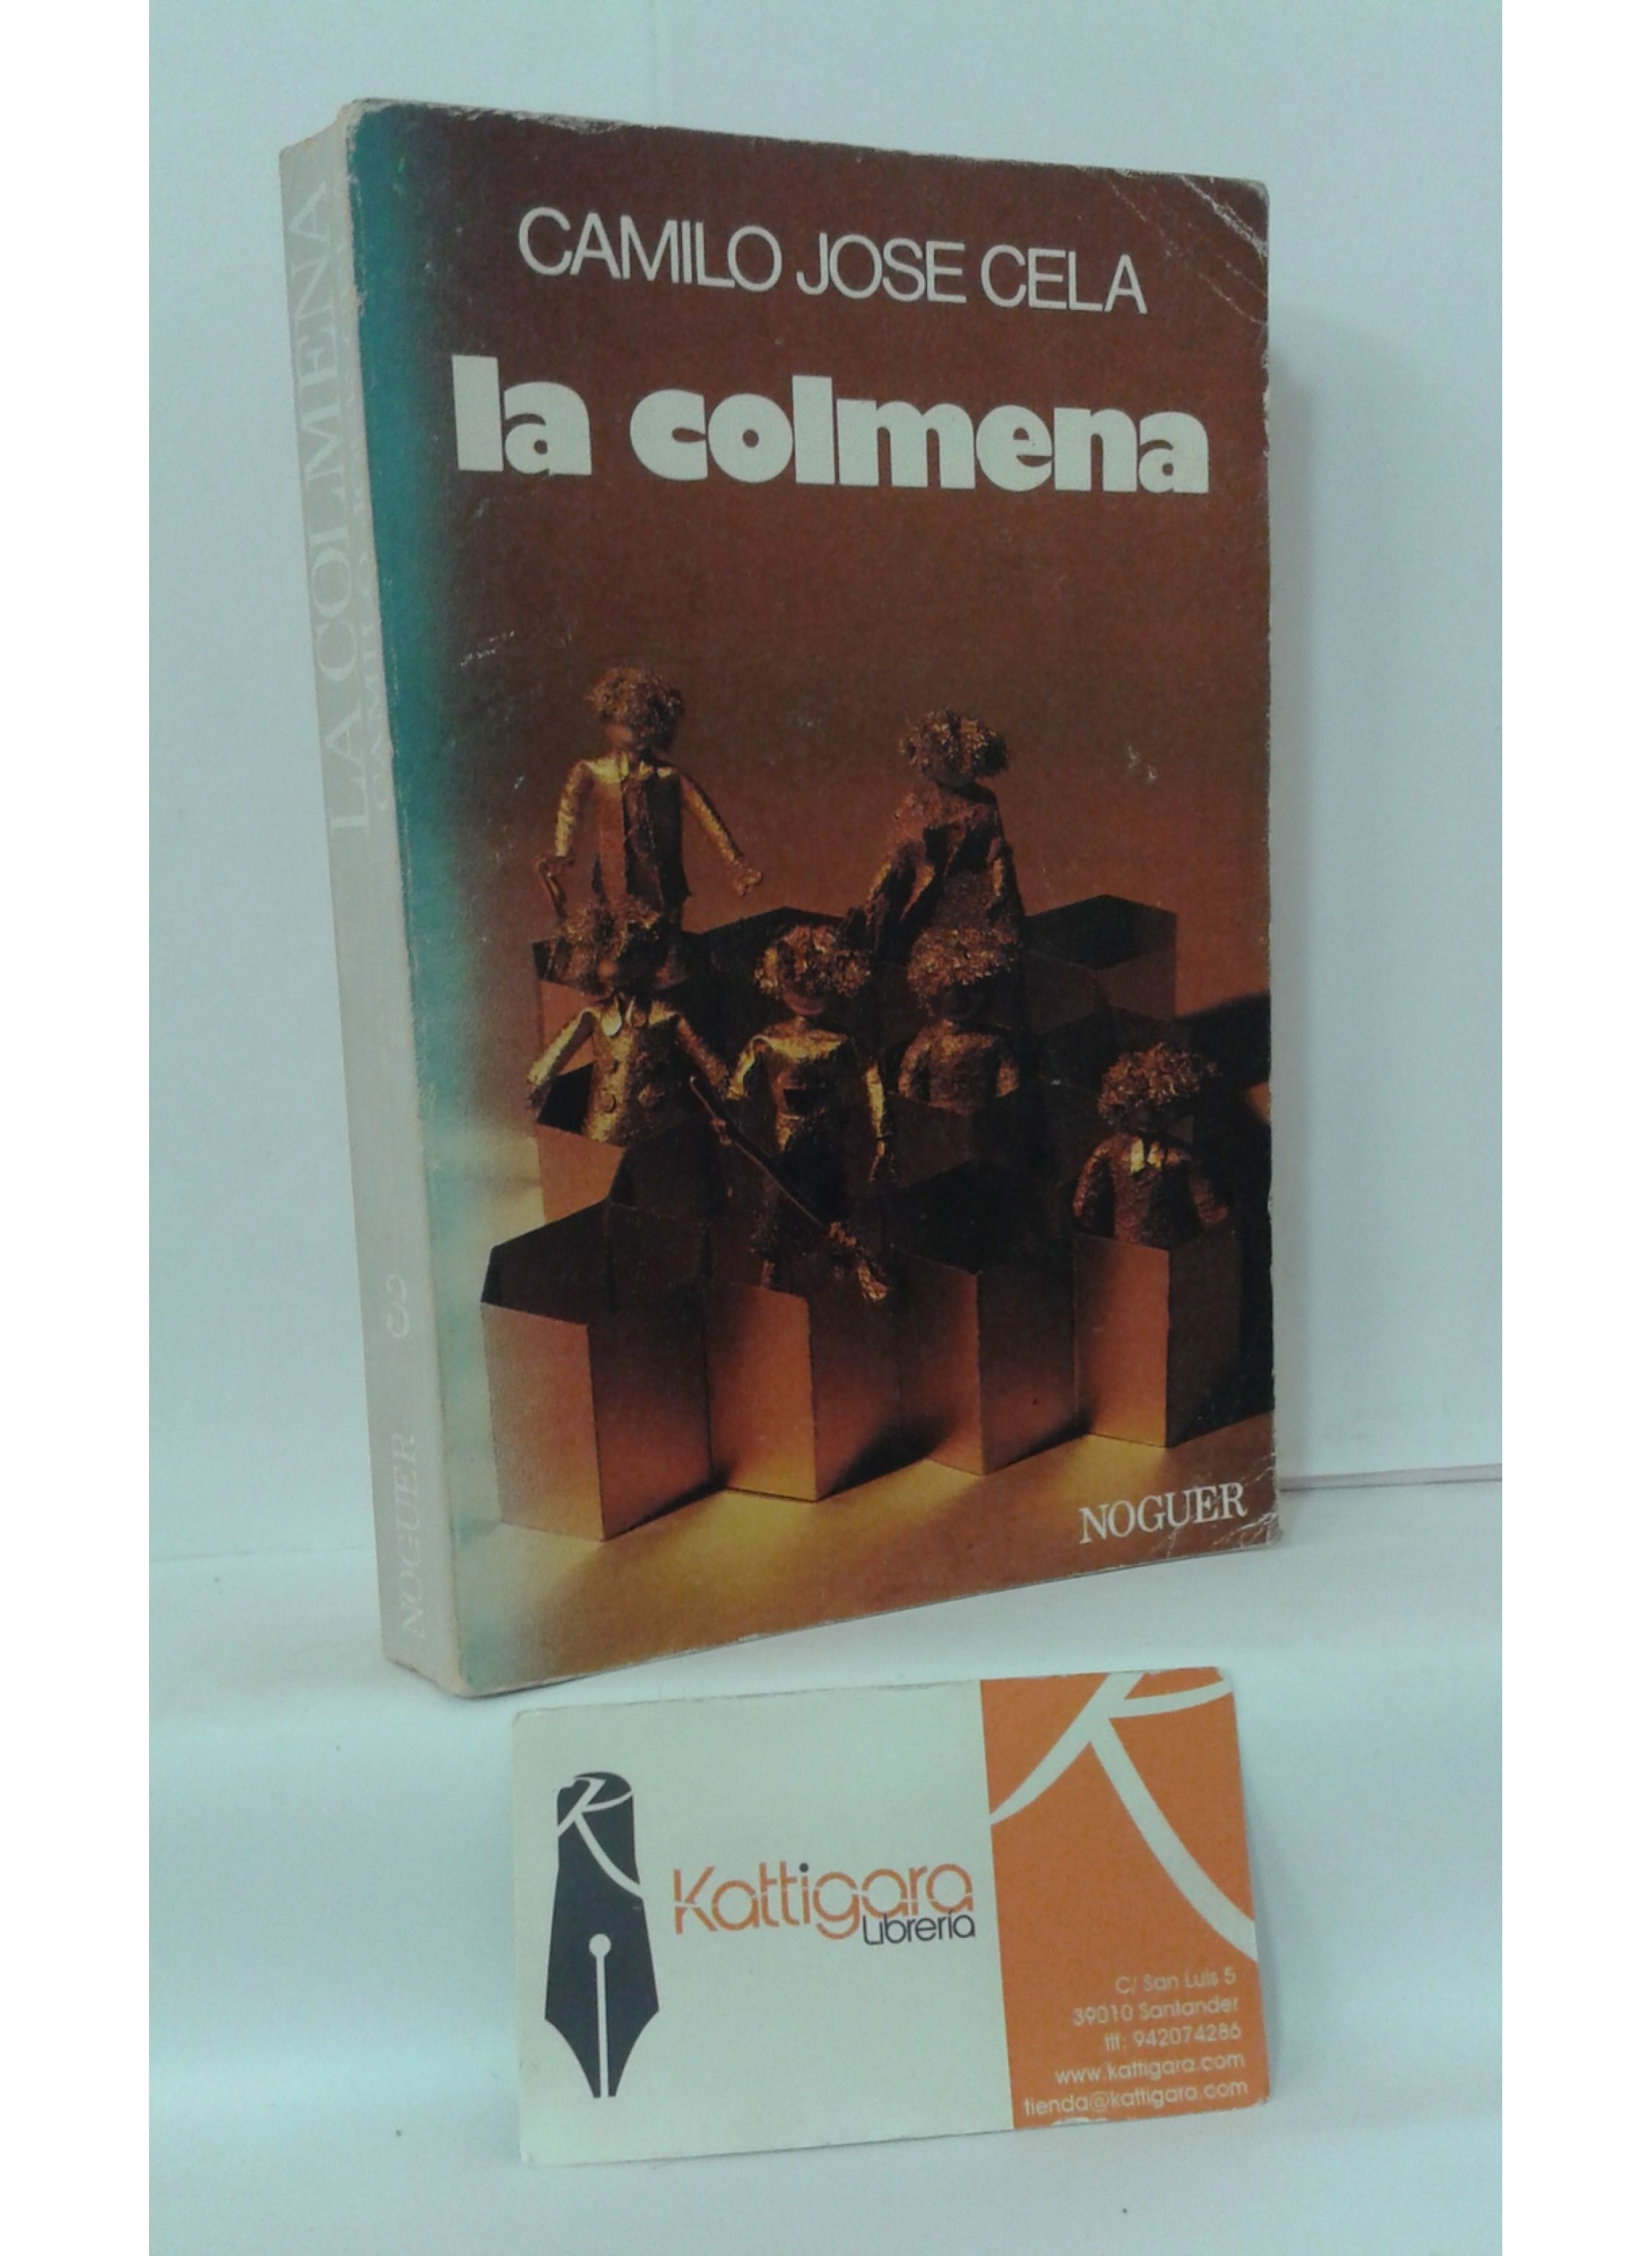 CAMILO JOSE CELA
la colmena
NOGUER
LA COLMENA
CAMILO
NOGUER
Kattigara
Librería
C/ San Luis 5
39010 Santander
tlf: 942074286
www.kattigara.com
tienda@kattigara.com